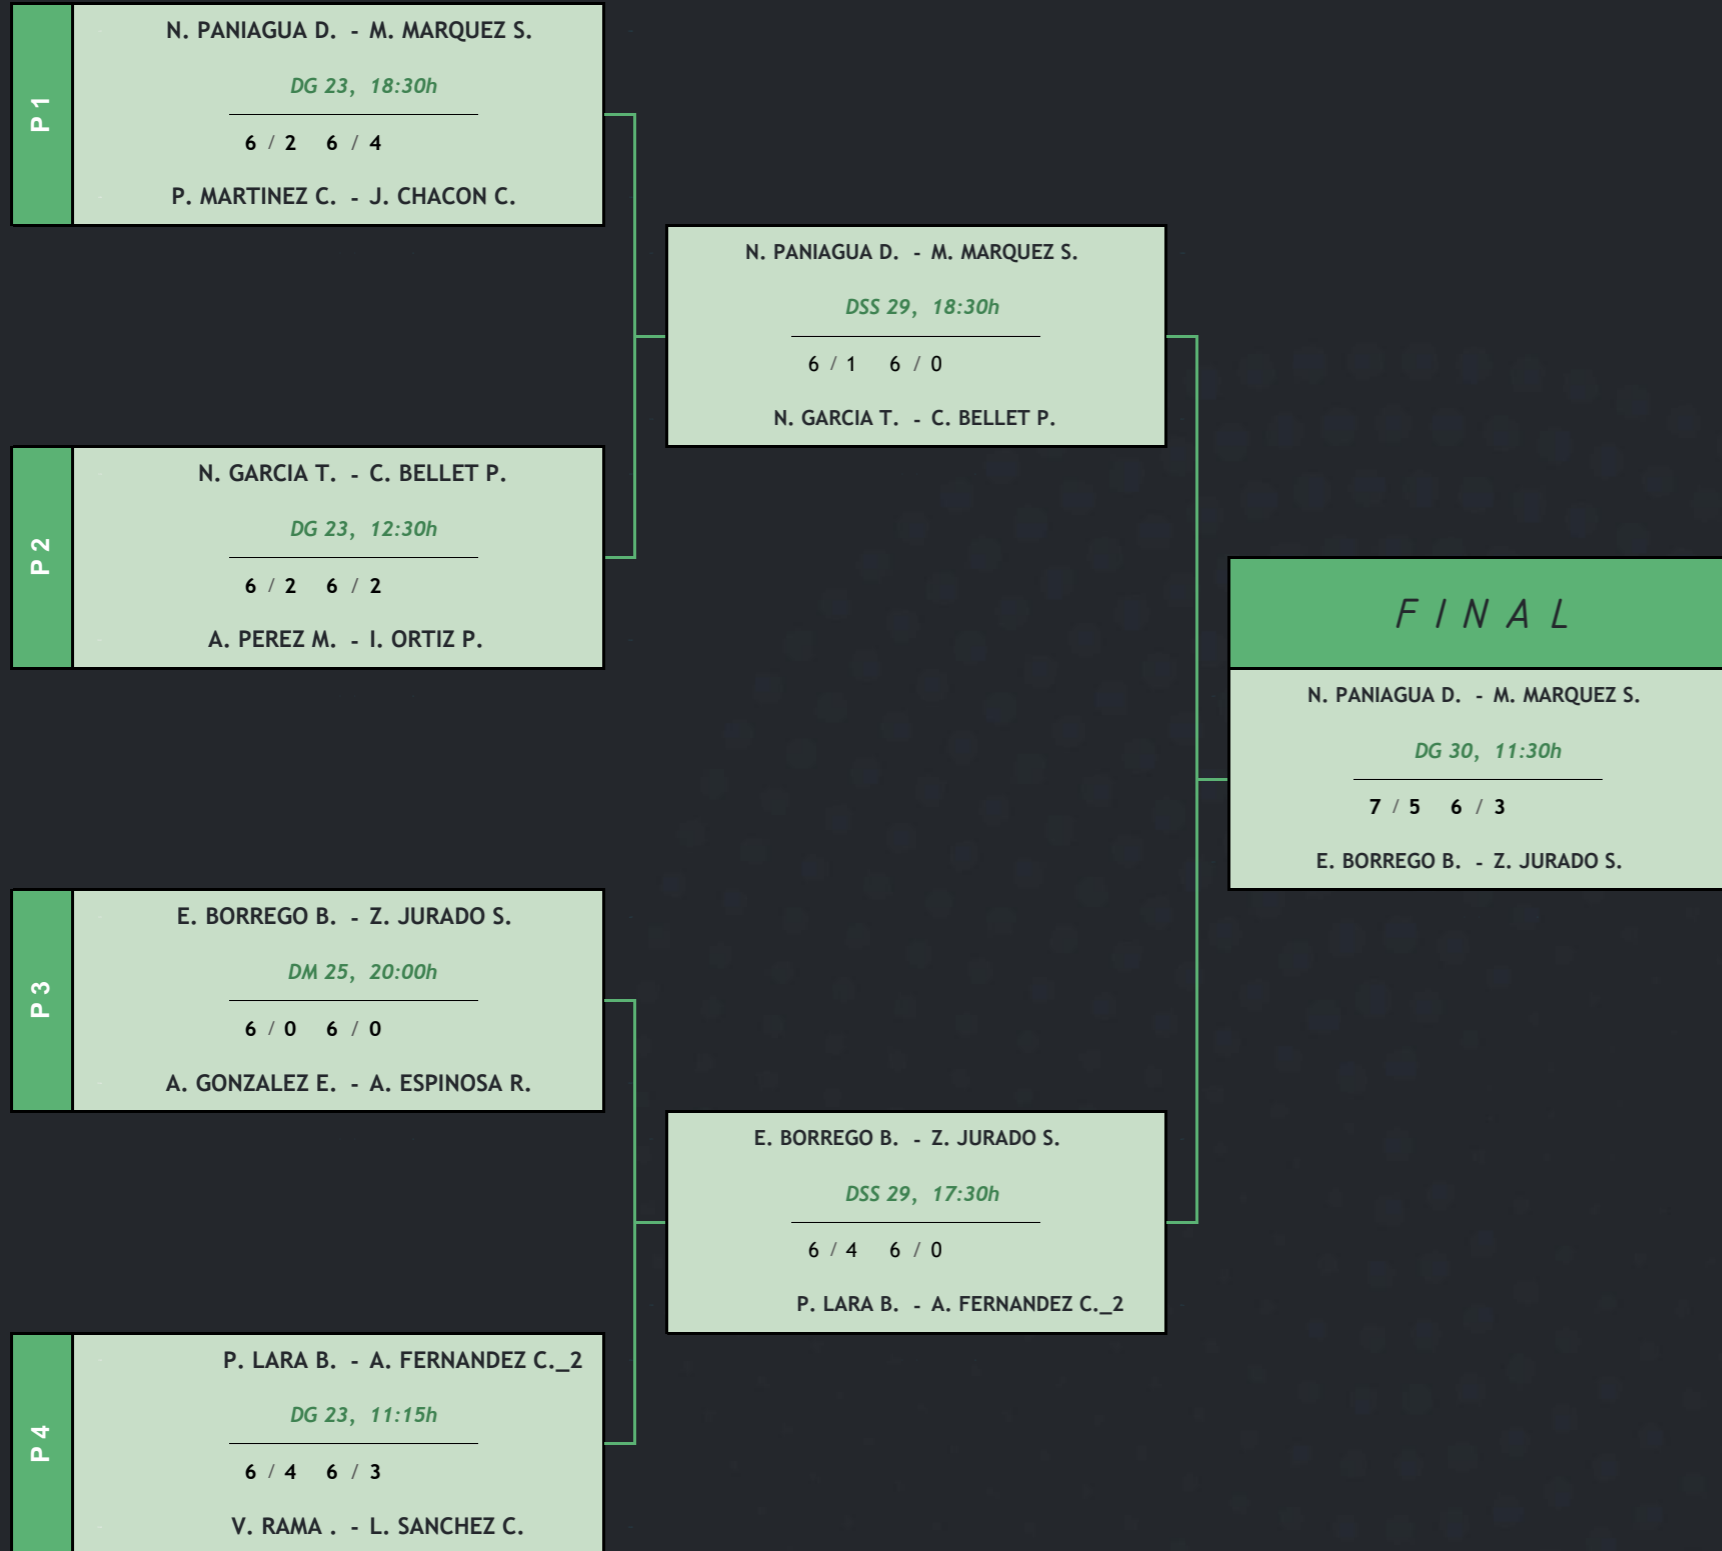 P 1
N. PANIAGUA D. - M. MARQUEZ S.
DG 23, 18:30h
6 / 2 6 / 4
P. MARTINEZ C. - J. CHACON C.
N. PANIAGUA D. - M. MARQUEZ S.
DSS 29, 18:30h
6 / 1 6 / 0
N. GARCIA T. - C. BELLET P.
P 2
N. GARCIA T. - C. BELLET P.
DG 23, 12:30h
6 / 2 6 / 2
A. PEREZ M. - I. ORTIZ P.
FINAL
N. PANIAGUA D. - M. MARQUEZ S.
DG 30, 11:30h
7 / 5 6 / 3
E. BORREGO B. - Z. JURADO S.
P 3
E. BORREGO B. - Z. JURADO S.
DM 25, 20:00h
6 / 0 6 / 0
A. GONZALEZ E. - A. ESPINOSA R.
E. BORREGO B. - Z. JURADO S.
DSS 29, 17:30h
6 / 4 6 / 0
P. LARA B. - A. FERNANDEZ C._2
P 4
P. LARA B. - A. FERNANDEZ C._2
DG 23, 11:15h
6 / 4 6 / 3
V. RAMA . - L. SANCHEZ C.